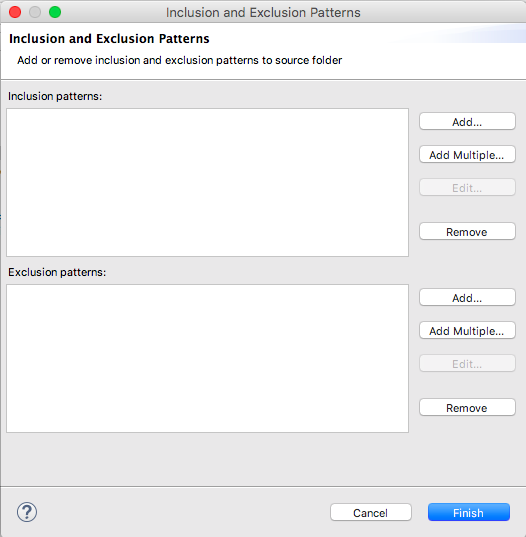 Inclusion and Exclusion Patterns
Inclusion and Exclusion Patterns
Add or remove inclusion and exclusion patterns to source folder
Inclusion patterns:
Add...
Add Multiple...
Edit...
Remove
Exclusion patterns:
Add...
Add Multiple...
Edit...
Remove
?
Cancel
Finish